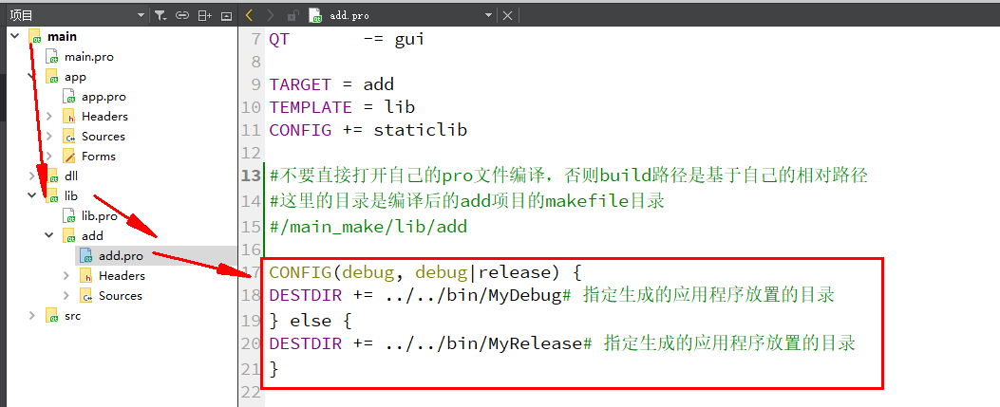 项目
add.pro
main
main.pro
app
app.pro
Headers
Sources
Forms
dll
lib
lib.pro
add
add.pro
Headers
Sources
src
7 QT       -= gui
8
9 TARGET = add
10 TEMPLATE = lib
11 CONFIG += staticlib
12
13 #不要直接打开自己的pro文件编译，否则build路径是基于自己的相对路径
14 #这里的目录是编译后的add项目的makefile目录
15 #/main_make/lib/add
16
17 CONFIG(debug, debug|release) {
18 DESTDIR += ../../bin/MyDebug# 指定生成的应用程序放置的目录
19 } else {
20 DESTDIR += ../../bin/MyRelease# 指定生成的应用程序放置的目录
21 }
22